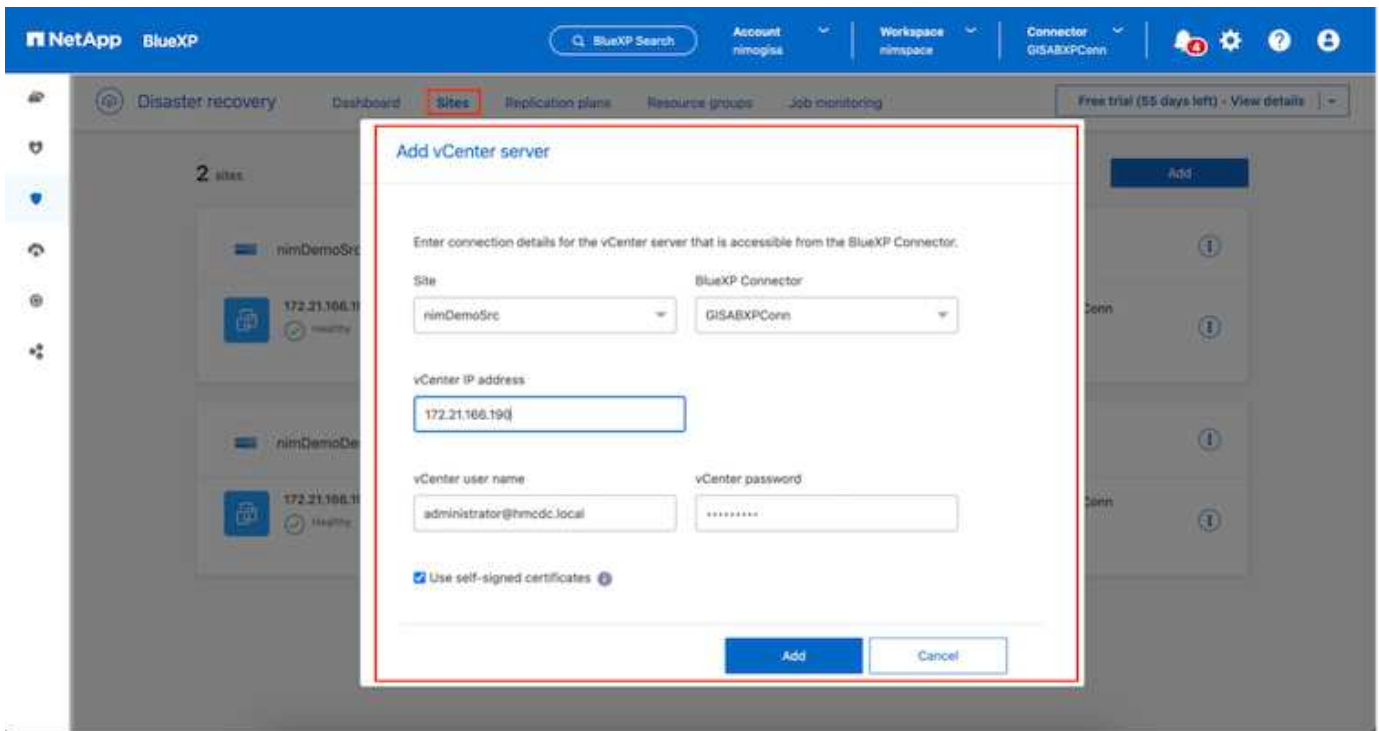 NetApp BlueXP
BlueXP Search
Account
nimogisa
Workspace
nimspace
Connector
GISABXPConn
4
Disaster recovery
Dashboard
Sites
Replication plans
Resource groups
Job monitoring
Free trial (55 days left) - View details
2 sites
Add
Add vCenter server
Enter connection details for the vCenter server that is accessible from the BlueXP Connector.
Site
BlueXP Connector
nimDemoSrc
GISABXPConn
vCenter IP address
172.21.166.190
vCenter user name
vCenter password
administrator@hmcdc.local
Use self-signed certificates
Add
Cancel
nimDemoSrc
172.21.166.1
Healthy
Conn
nimDemoDe
172.21.166.1
Healthy
Conn